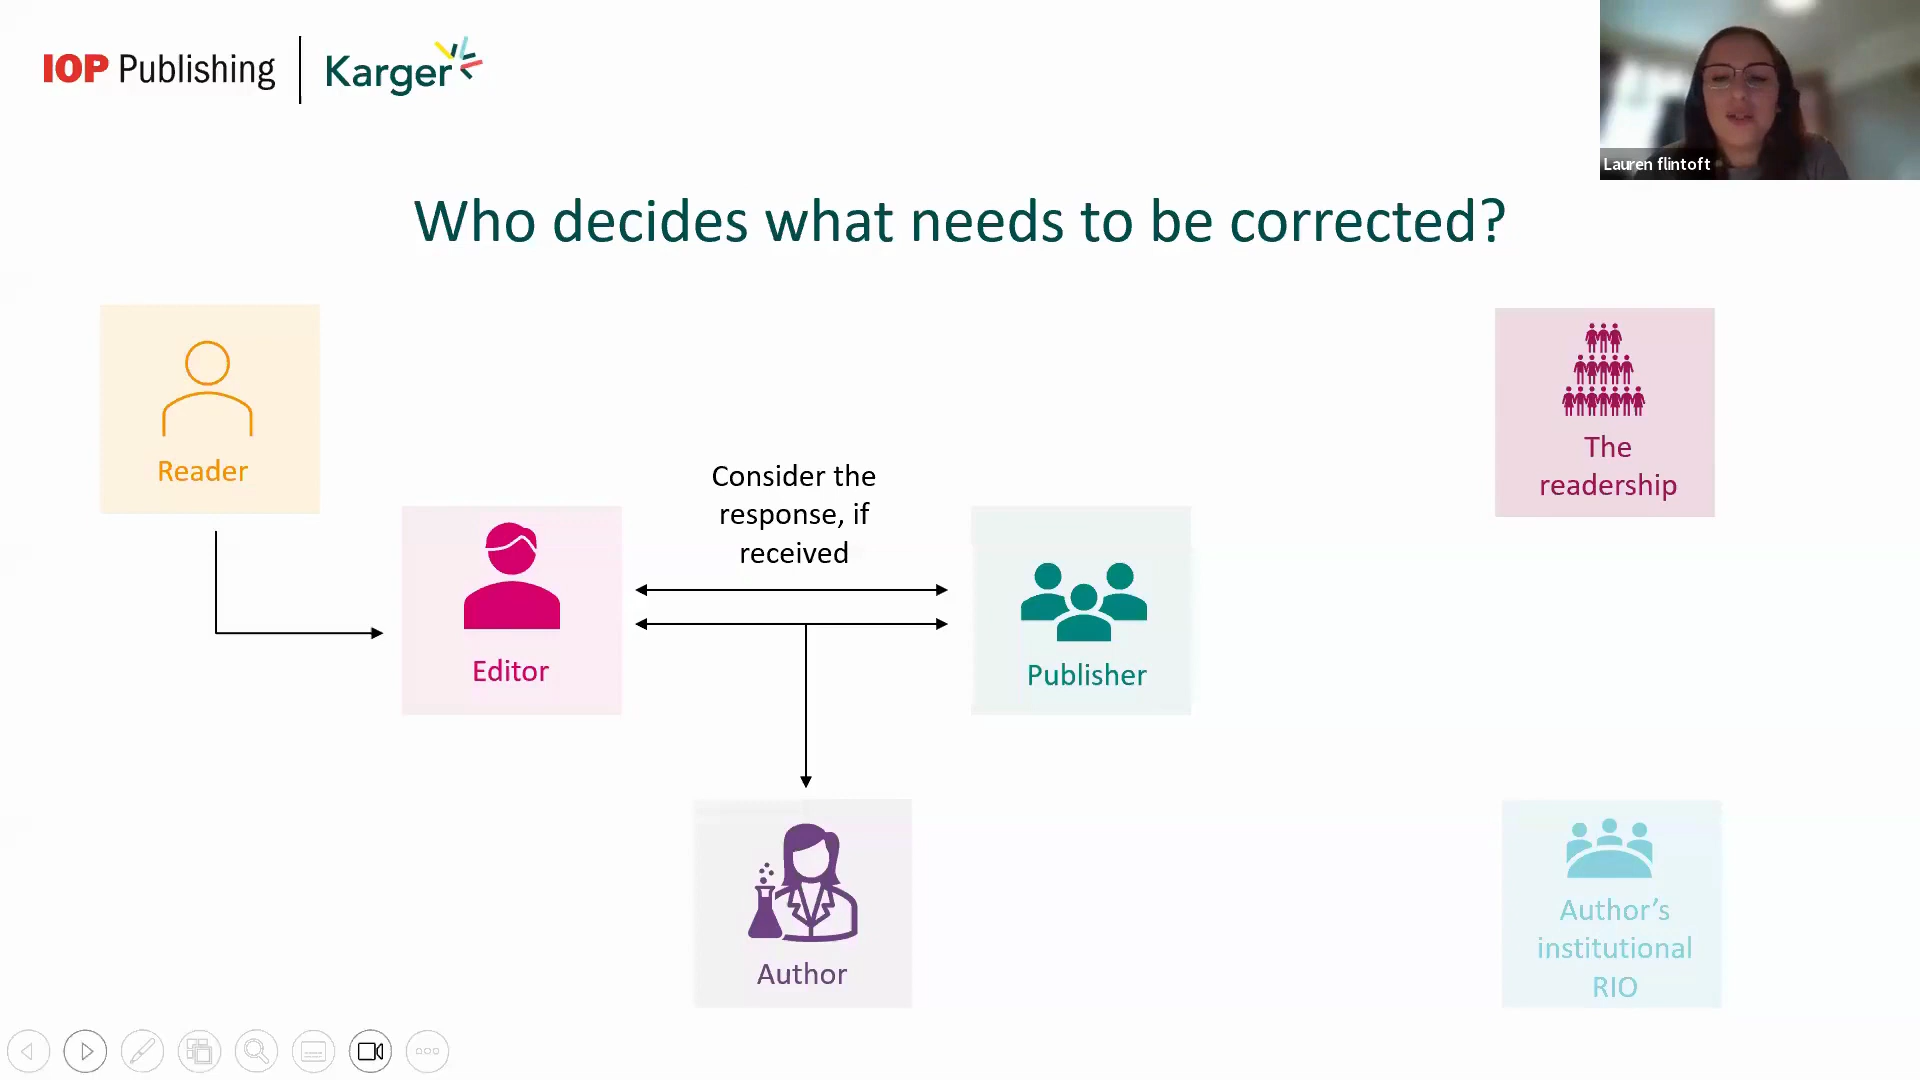 IOP Publishing
Karger
Lauren flintoft
Who decides what needs to be corrected?
Reader
Editor
Consider the
response, if
received
Publisher
Author
The
readership
Author’s
institutional
RIO